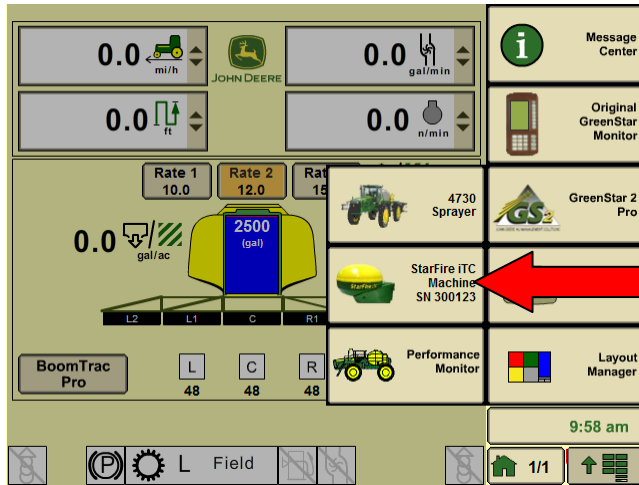 0.0
mi/h
JOHN DEERE
0.0
gal/min
0.0
ft
0.0
n/min
Rate 1
10.0
Rate 2
12.0
Rat
15
0.0
gal/ac
2500
(gal)
L2
L1
C
R1
BoomTrac
Pro
L
48
C
48
R
48
(P)
L
Field
Message
Center
Original
GreenStar
Monitor
4730
Sprayer
GS2
GreenStar 2
Pro
StarFire iTC
StarFire iTC
Machine
SN 300123
Performance
Monitor
Layout
Manager
9:58 am
1/1